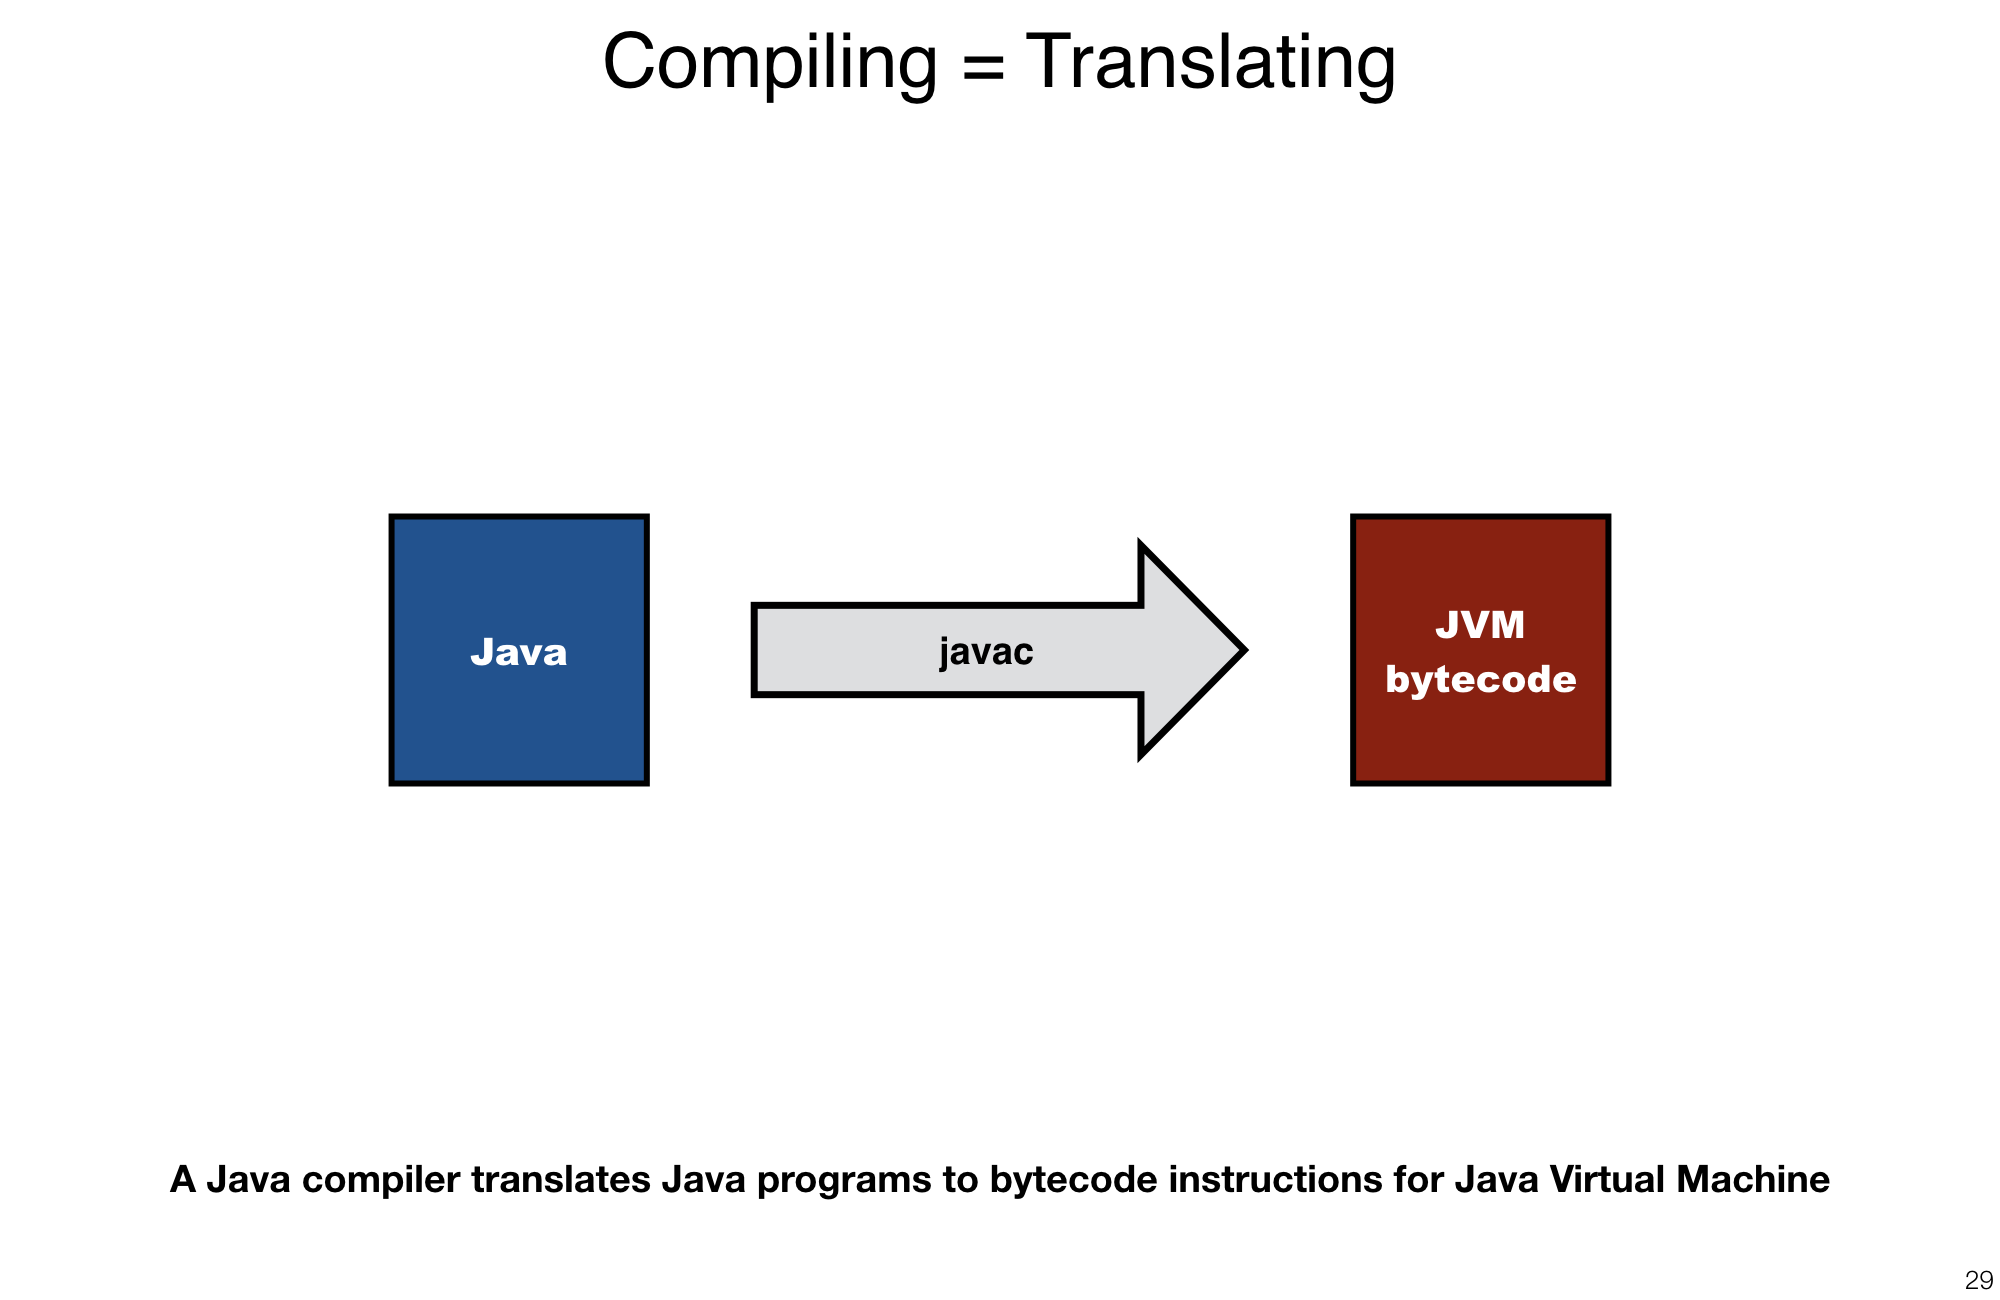 Compiling = Translating
Java
javac
JVM
bytecode
A Java compiler translates Java programs to bytecode instructions for Java Virtual Machine
29